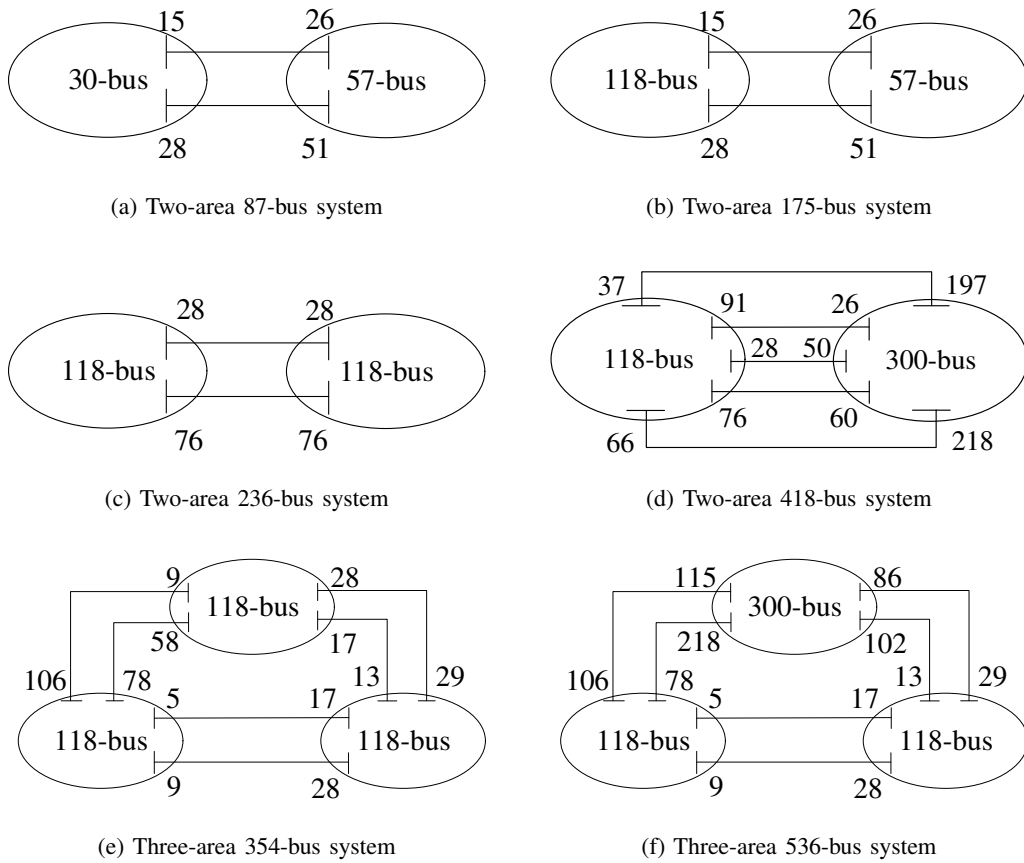 15 26
30-bus 57-bus
28 51
(a) Two-area 87-bus system
15 26
118-bus 57-bus
28 51
(b) Two-area 175-bus system
28 28
118-bus 118-bus
76 76
(c) Two-area 236-bus system
37 197
91 26
118-bus 28 50 300-bus
76 60
66 218
(d) Two-area 418-bus system
9 28
118-bus
58 17
106 78 13 29
5 17
118-bus 118-bus
9 28
(e) Three-area 354-bus system
115 86
300-bus
218 102
106 78 13 29
5 17
118-bus 118-bus
9 28
(f) Three-area 536-bus system